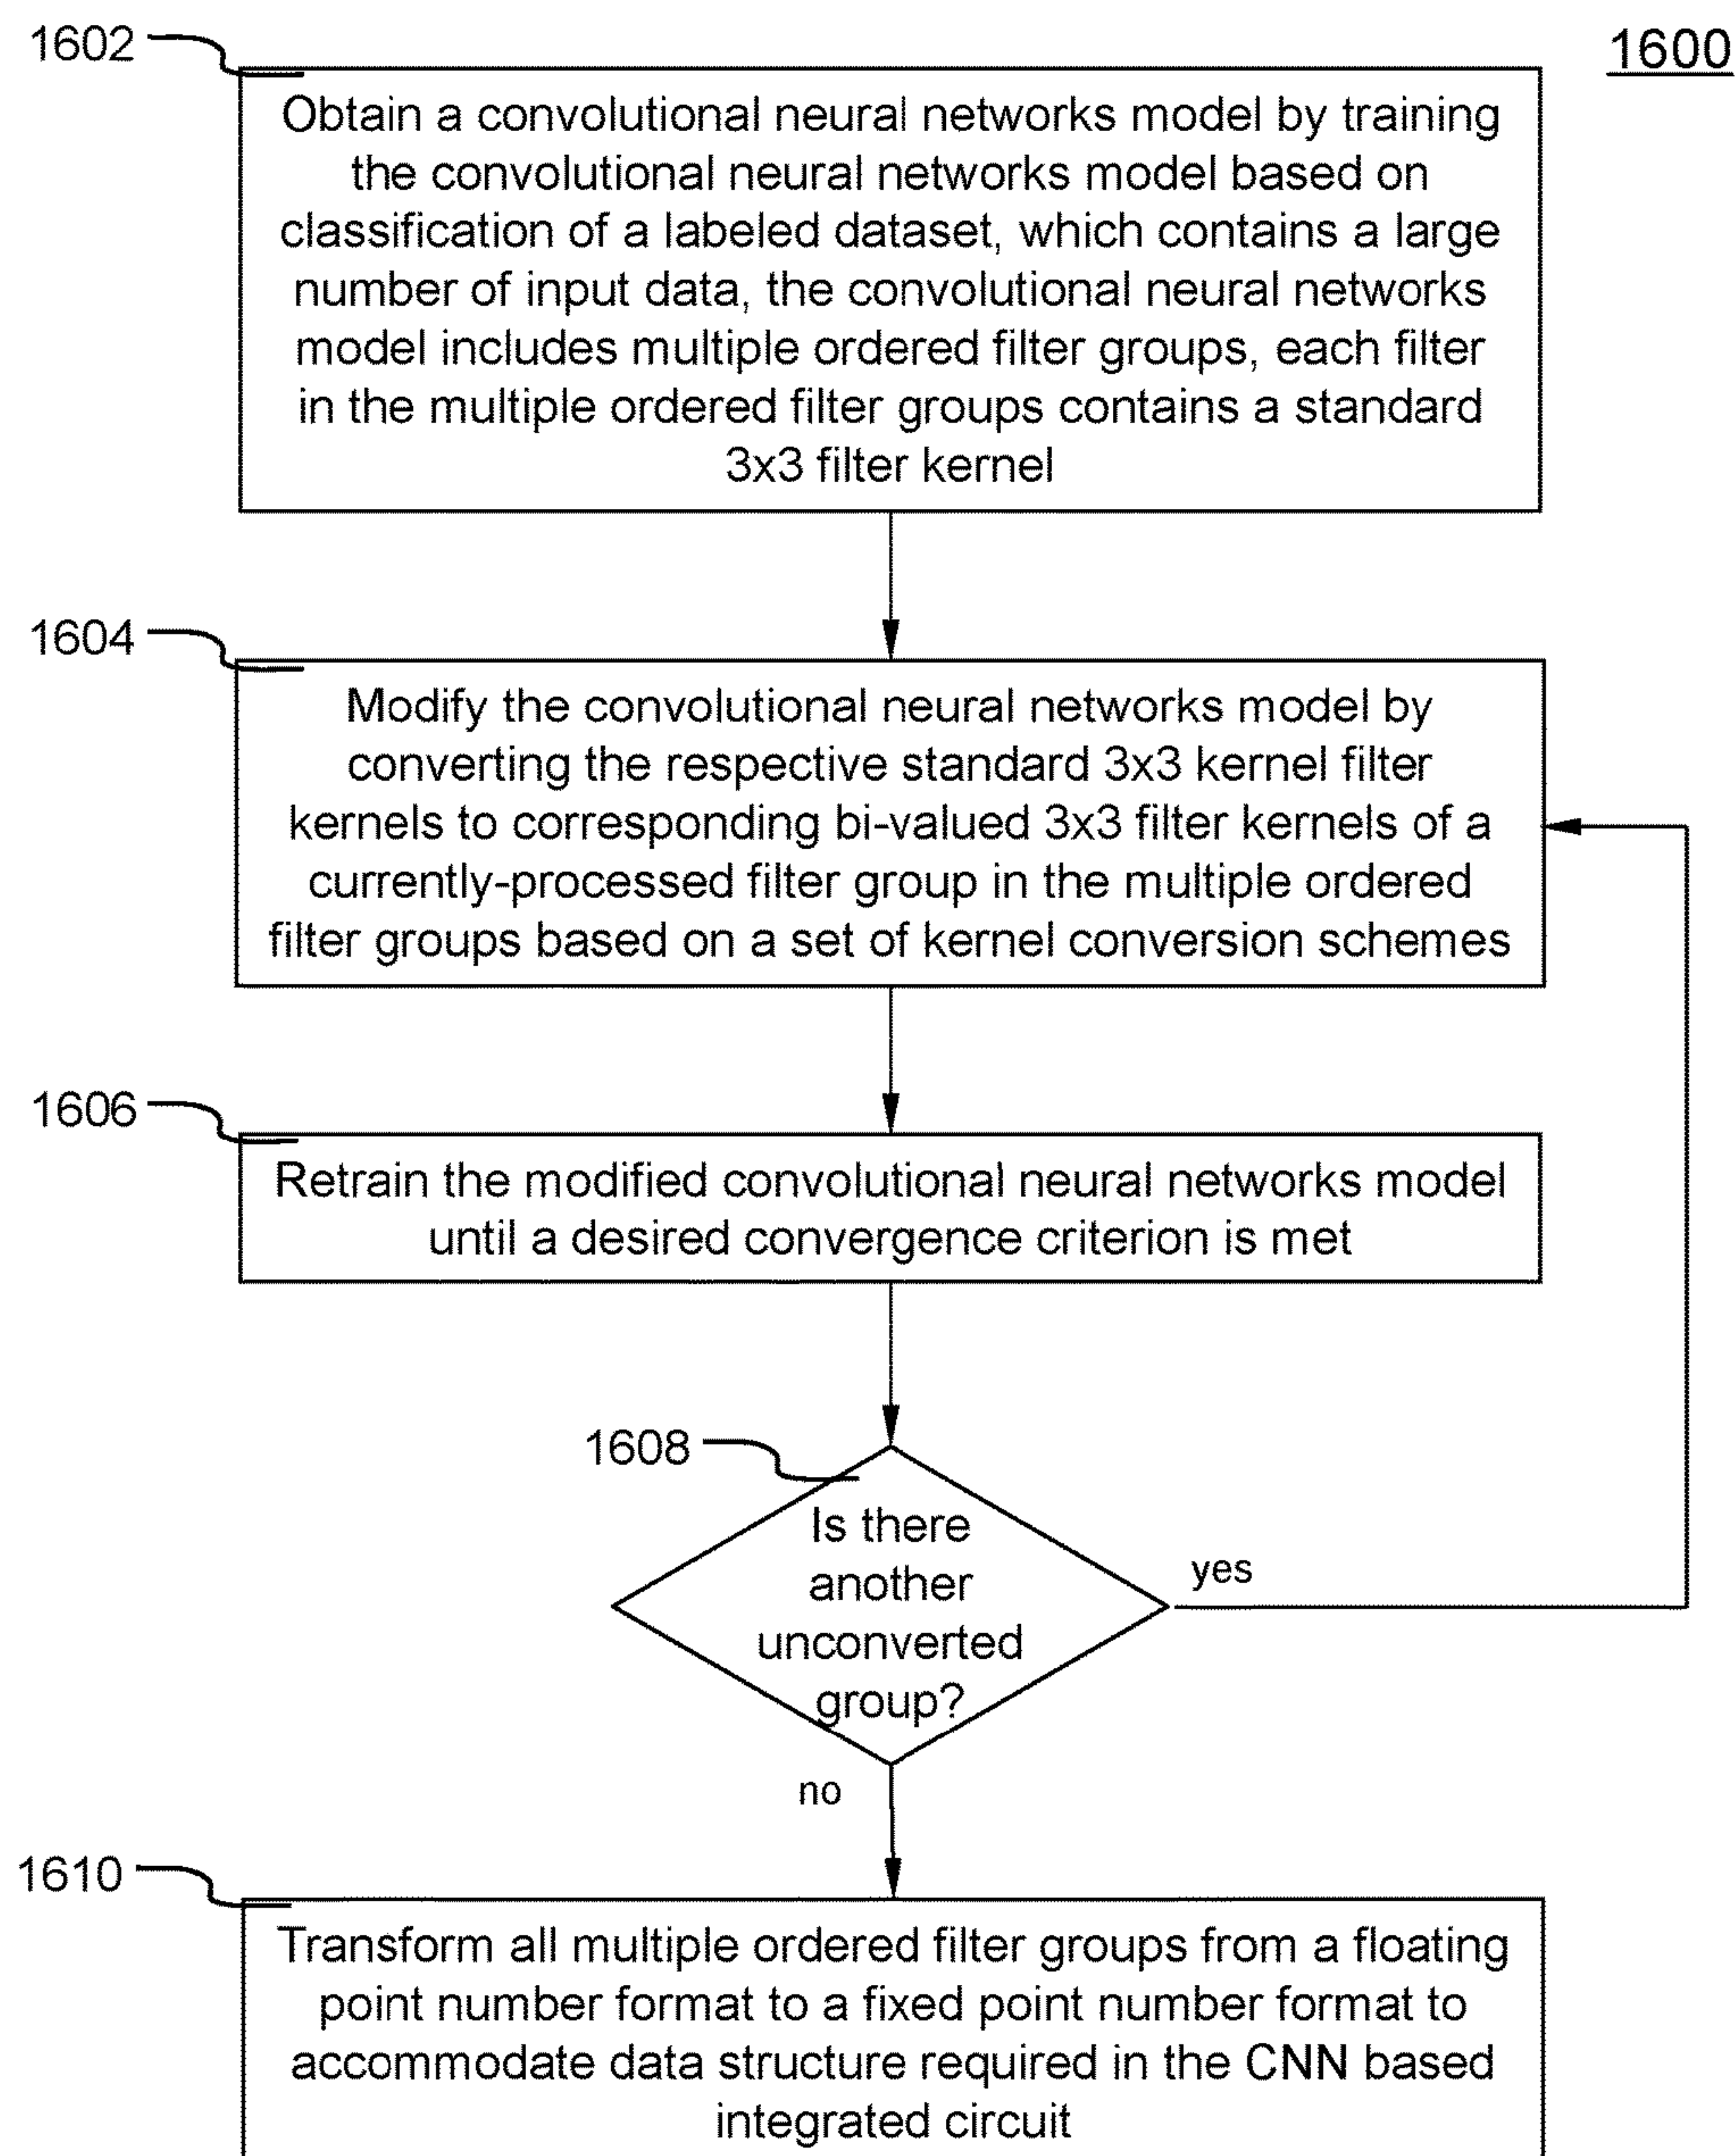 1600
1602
Obtain a convolutional neural networks model by training
the convolutional neural networks model based on
classification of a labeled dataset, which contains a large
number of input data, the convolutional neural networks
model includes multiple ordered filter groups, each filter
in the multiple ordered filter groups contains a standard
3x3 filter kernel
1604
Modify the convolutional neural networks model by
converting the respective standard 3x3 kernel filter
kernels to corresponding bi-valued 3x3 filter kernels of a
currently-processed filter group in the multiple ordered
filter groups based on a set of kernel conversion schemes
1606
Retrain the modified convolutional neural networks model
until a desired convergence criterion is met
1608
Is there
another
unconverted
group?
yes
no
1610
Transform all multiple ordered filter groups from a floating
point number format to a fixed point number format to
accommodate data structure required in the CNN based
integrated circuit